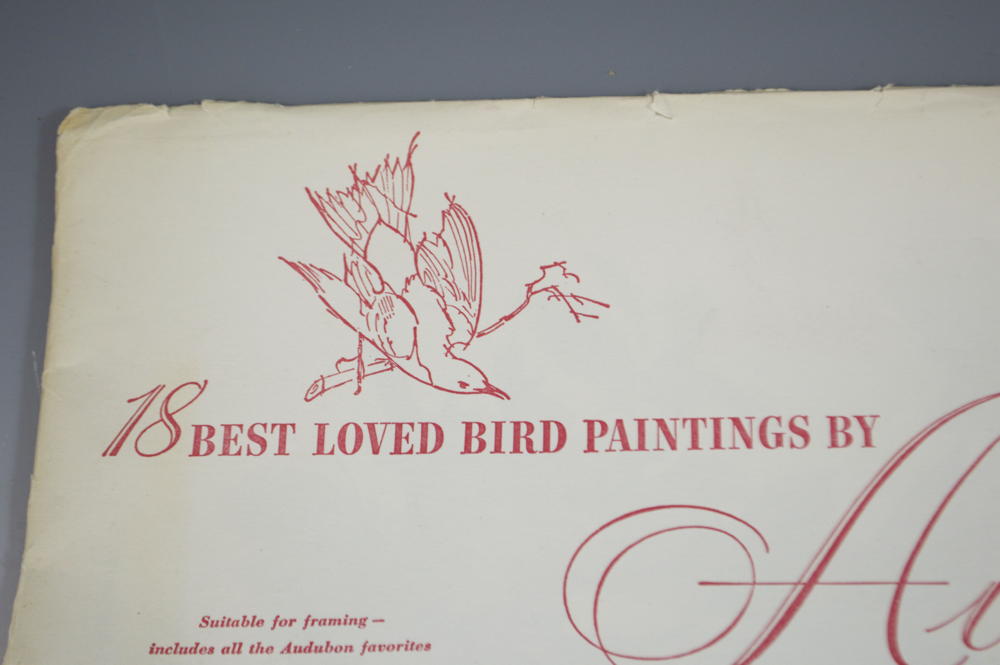 18 BEST LOVED BIRD PAINTINGS BY
Suitable for framing —
includes all the Audubon favorites